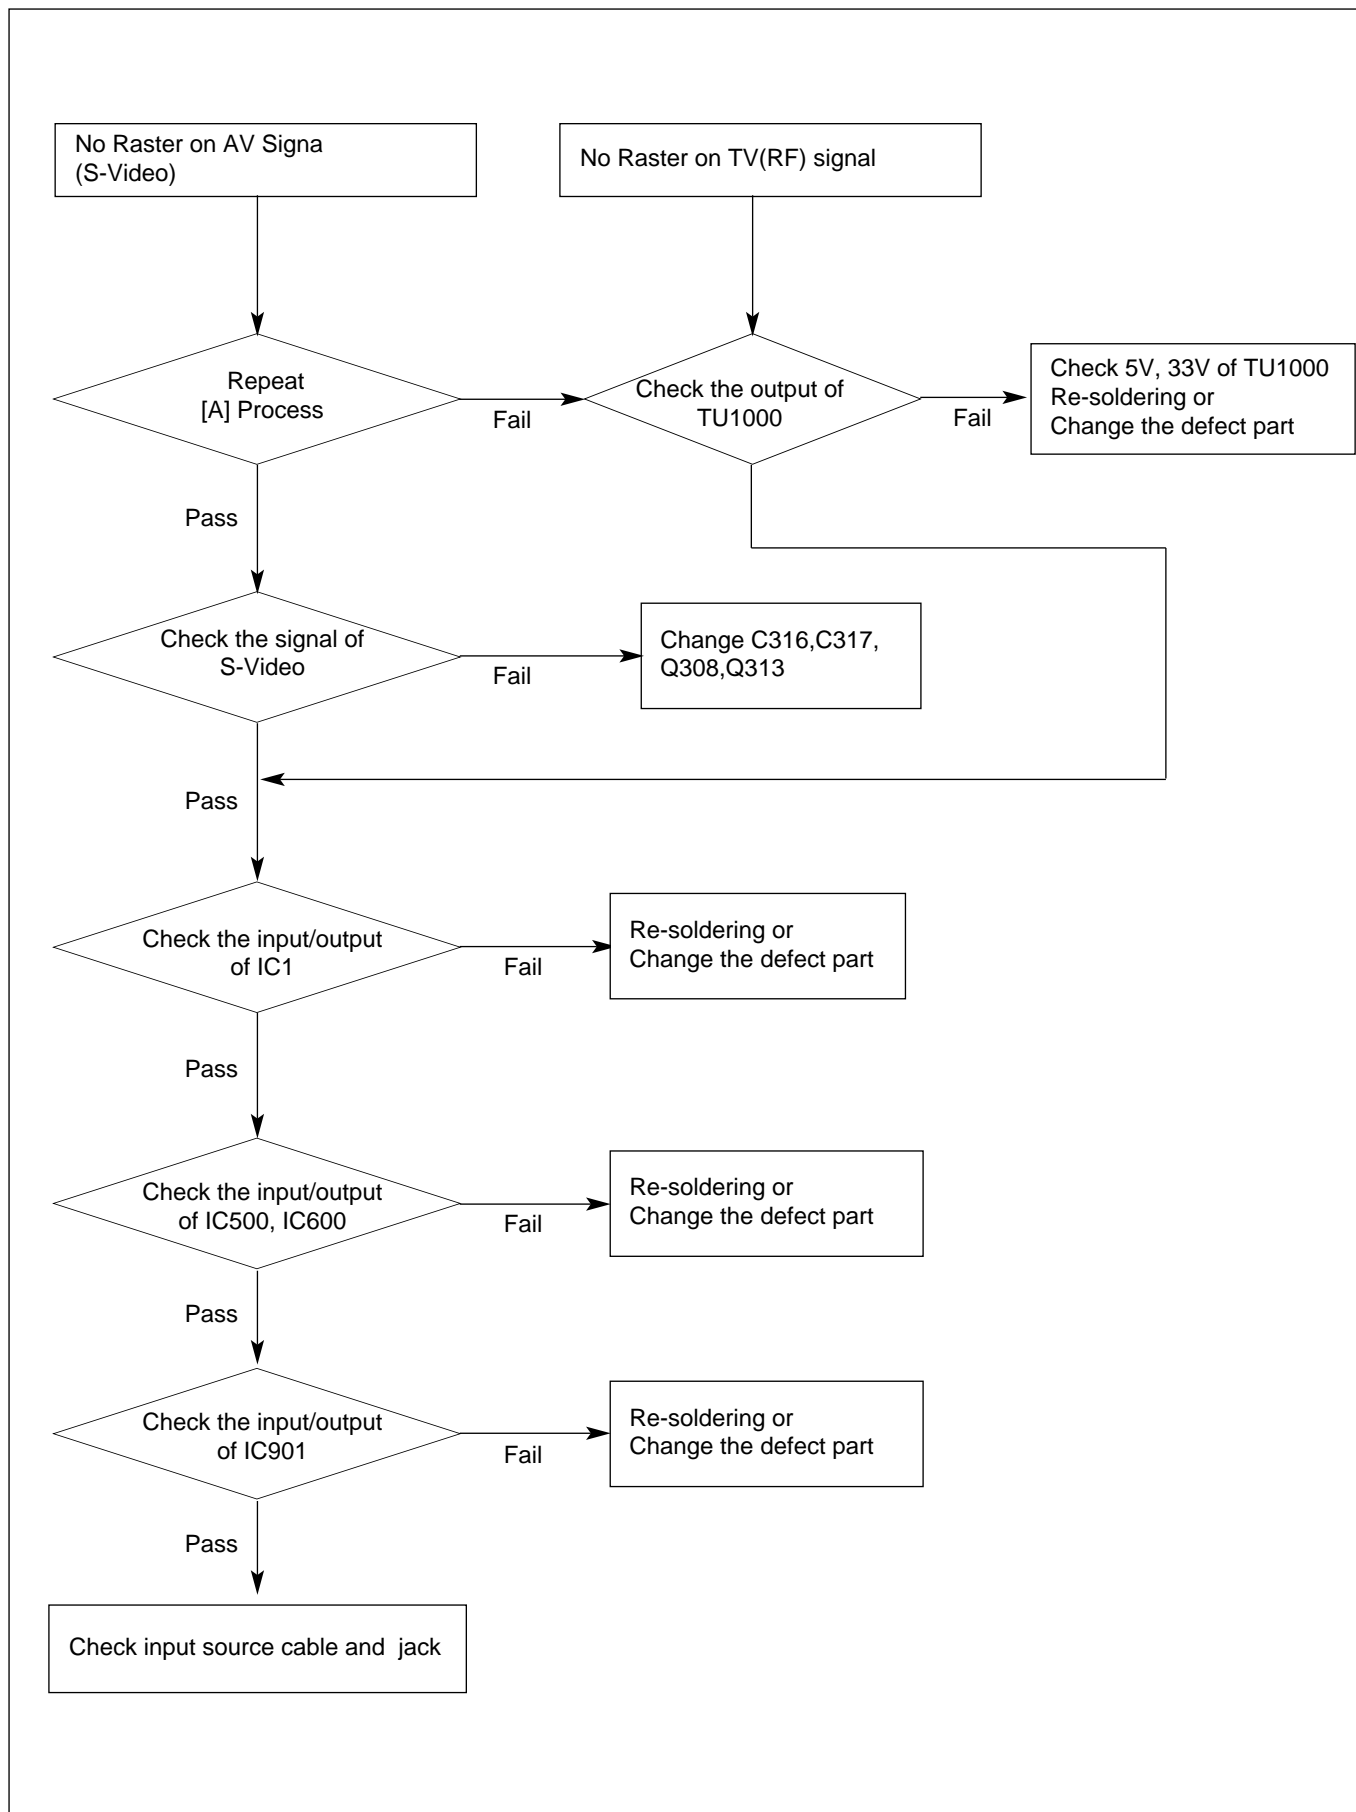 No Raster on AV Signa
(S-Video)
No Raster on TV(RF) signal
Repeat
[A] Process
Fail
Check the output of
TU1000
Fail
Check 5V, 33V of TU1000
Re-soldering or
Change the defect part
Pass
Check the signal of
S-Video
Fail
Change C316,C317,
Q308,Q313
Pass
Check the input/output
of IC1
Fail
Re-soldering or
Change the defect part
Pass
Check the input/output
of IC500, IC600
Fail
Re-soldering or
Change the defect part
Pass
Check the input/output
of IC901
Fail
Re-soldering or
Change the defect part
Pass
Check input source cable and  jack